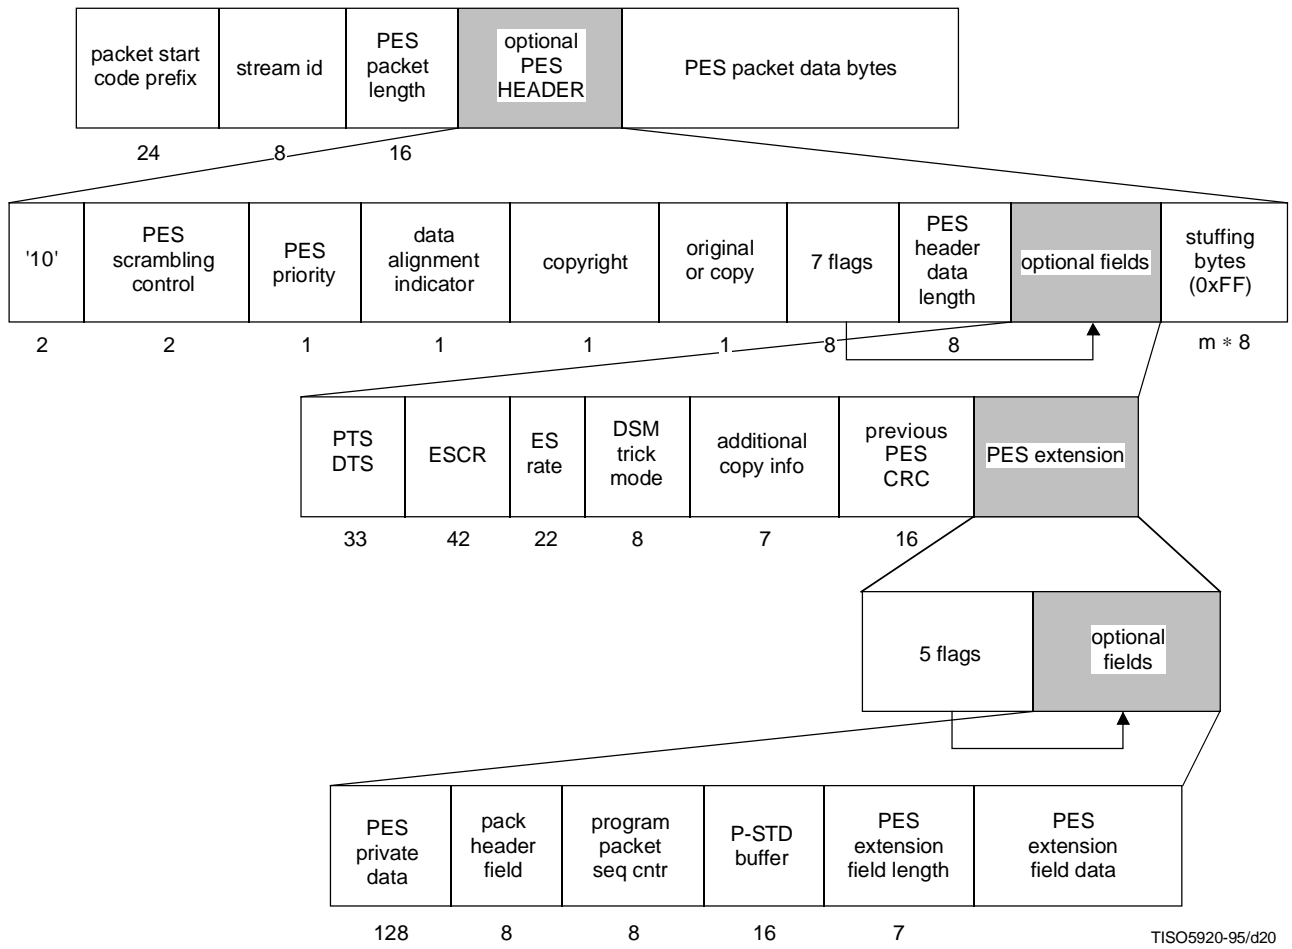 packet start
code prefix
stream id
PES
packet
length
optional
PES
HEADER
PES packet data bytes
24
8
16
'10'
PES
scrambling
control
PES
priority
data
alignment
indicator
copyright
original
or copy
7 flags
PES
header
data
length
optional fields
stuffing
bytes
(0xFF)
2
2
1
1
1
1
8
8
m * 8
PTS
DTS
ESCR
ES
rate
DSM
trick
mode
additional
copy info
previous
PES
CRC
PES extension
33
42
22
8
7
16
5 flags
optional
fields
PES
private
data
pack
header
field
program
packet
seq cntr
P-STD
buffer
PES
extension
field length
PES
extension
field data
128
8
8
16
7
TISO5920-95/d20